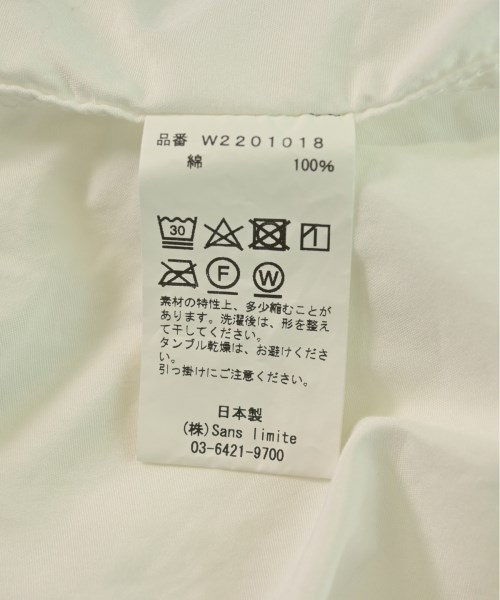 品番 W2201018
綿 100%
30
F W
素材の特性上、多少縮むことが
あります。洗濯後は、形を整え
て干してください。
タンブル乾燥は、お避けくださ
い。
引っ掛けにご注意ください。
日本製
(株)Sans limite
03-6421-9700